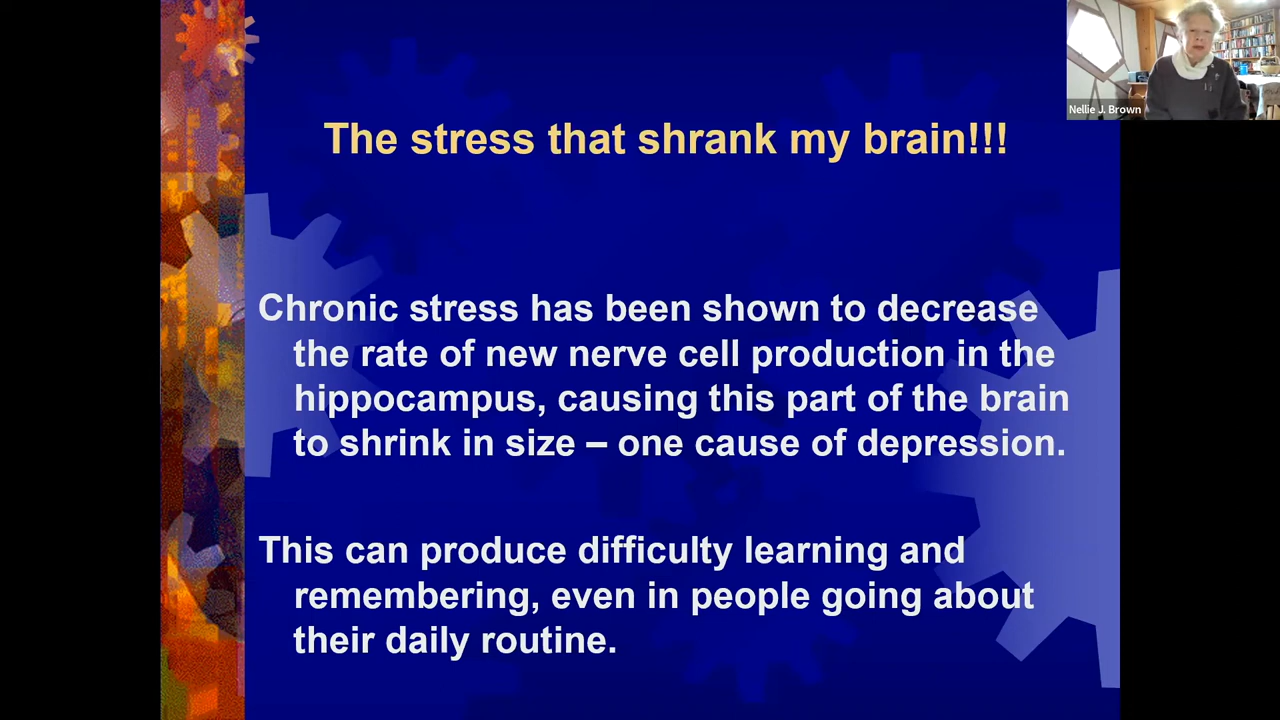 Nellie J. Brown
The stress that shrank my brain!!!
Chronic stress has been shown to decrease
the rate of new nerve cell production in the
hippocampus, causing this part of the brain
to shrink in size – one cause of depression.
This can produce difficulty learning and
remembering, even in people going about
their daily routine.